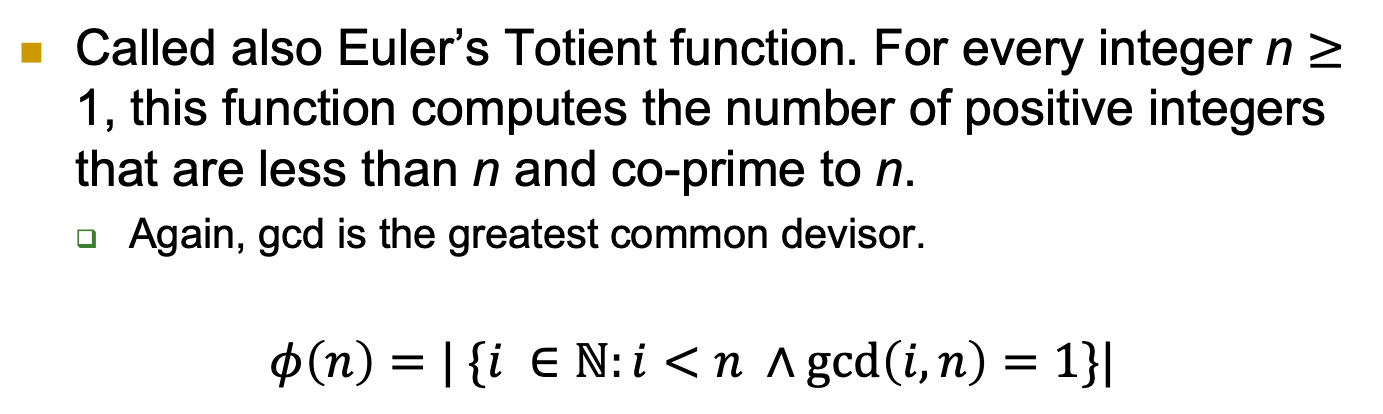 Called also Euler’s Totient function. For every integer n ≥
1, this function computes the number of positive integers
that are less than n and co-prime to n.
Again, gcd is the greatest common devisor.
ϕ(n) = | {i ∈ ℕ: i < n ∧ gcd(i, n) = 1}|